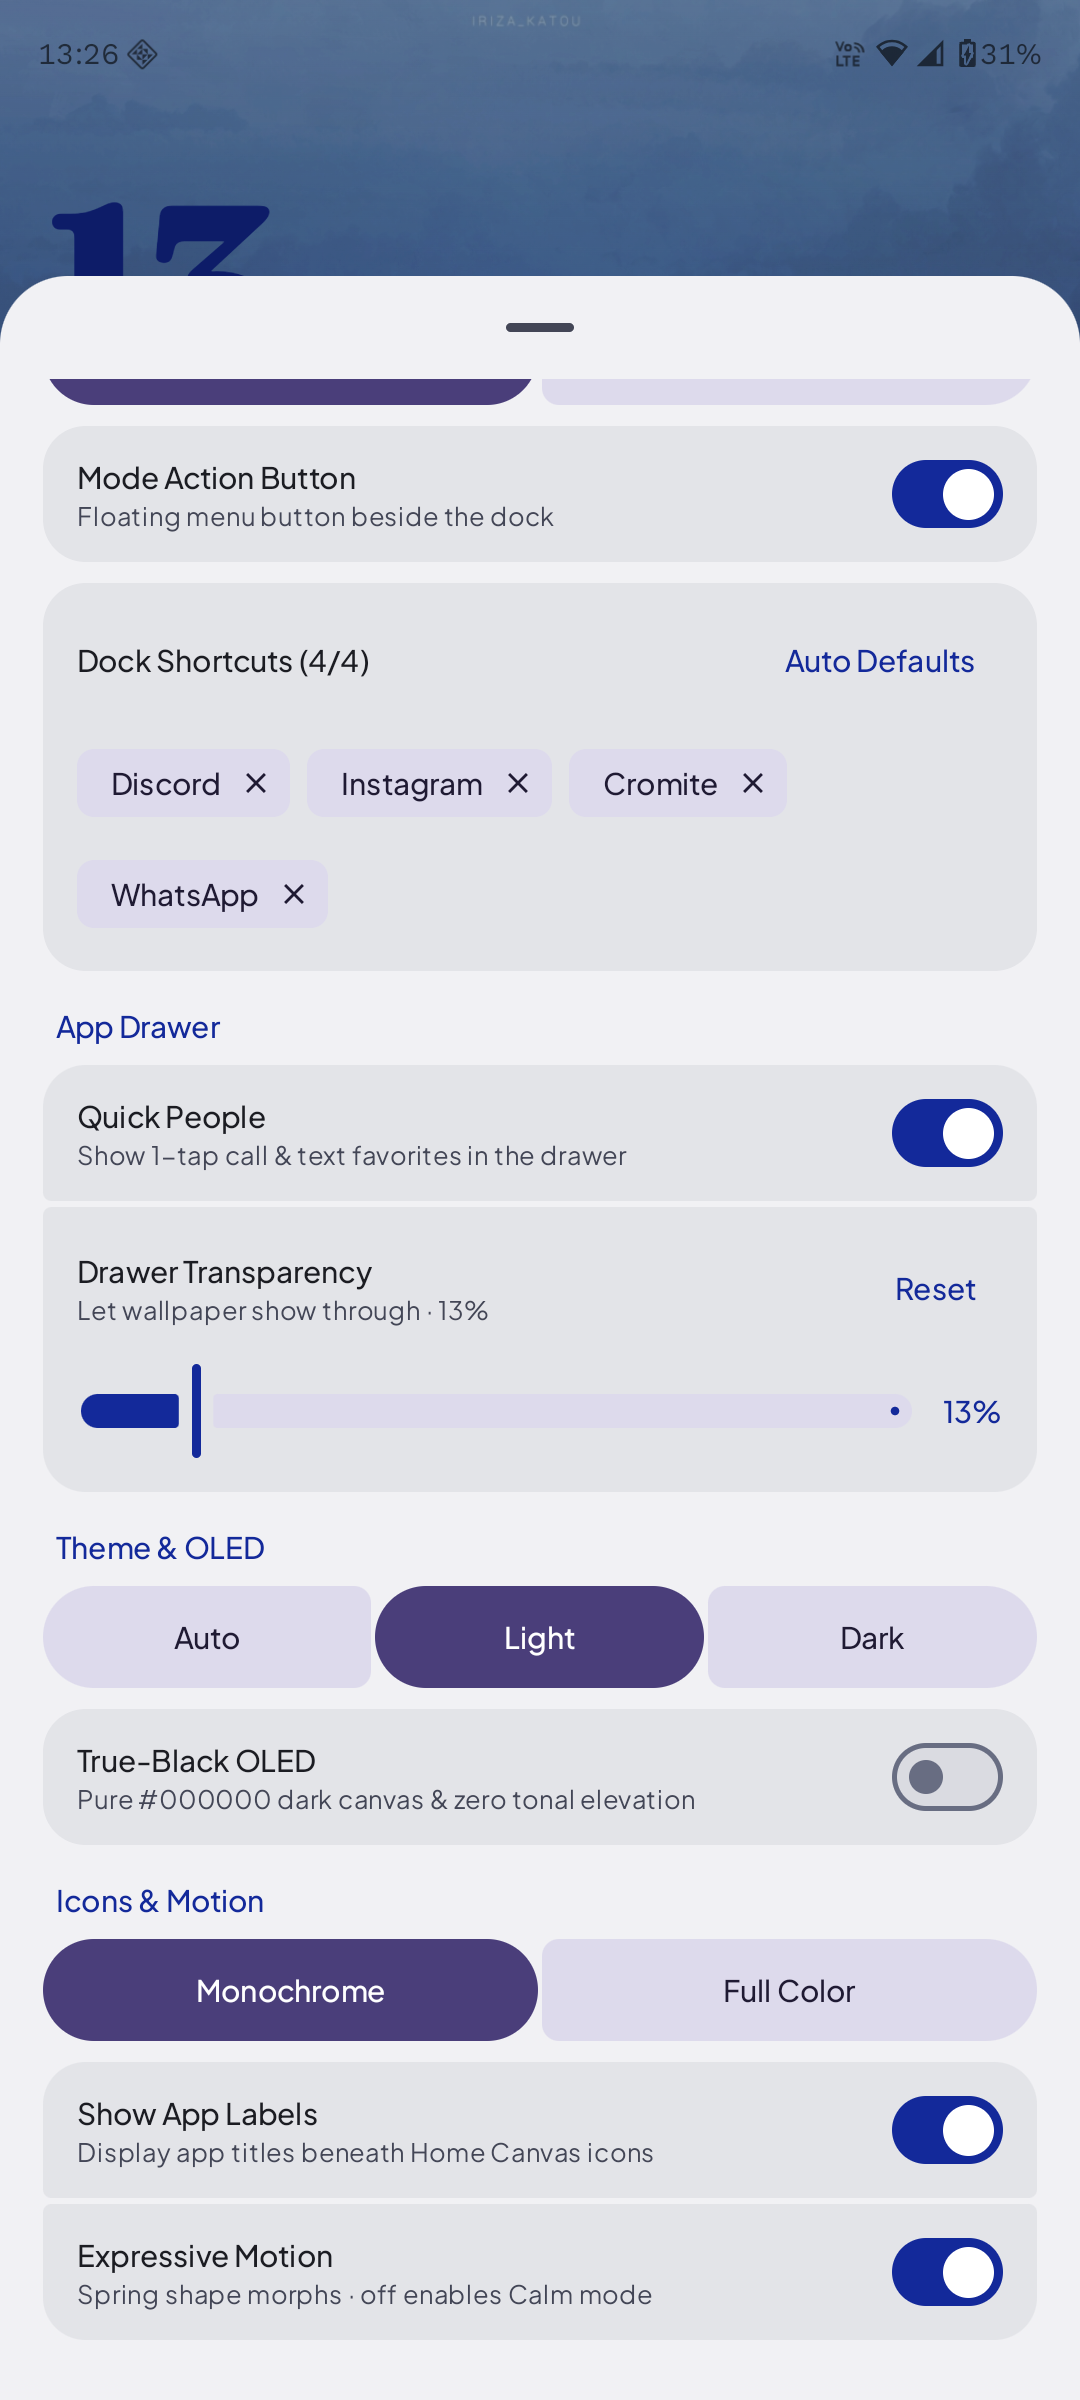 IRIZA_KATOU
13:26
Vo LTE
31%
13
Mode Action Button
Floating menu button beside the dock
Dock Shortcuts (4/4)
Auto Defaults
Discord
Instagram
Cromite
WhatsApp
App Drawer
Quick People
Show 1-tap call & text favorites in the drawer
Drawer Transparency
Let wallpaper show through · 13%
Reset
13%
Theme & OLED
Auto
Light
Dark
True-Black OLED
Pure #000000 dark canvas & zero tonal elevation
Icons & Motion
Monochrome
Full Color
Show App Labels
Display app titles beneath Home Canvas icons
Expressive Motion
Spring shape morphs · off enables Calm mode